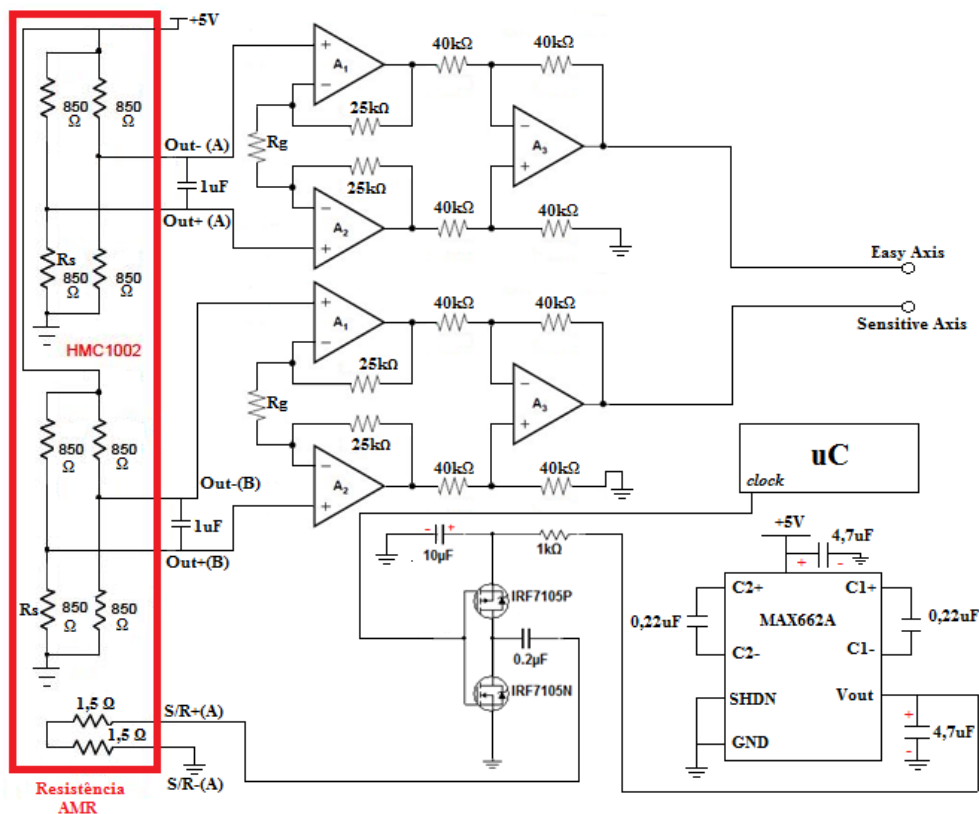 +5V
850
Ω
850
Ω
Out- (A)
1uF
Out+ (A)
Rs
850
Ω
850
Ω
HMC1002
850
Ω
850
Ω
Out-(B)
1uF
Out+(B)
Rs
850
Ω
850
Ω
1,5 Ω
S/R+(A)
1,5 Ω
S/R-(A)
Resistência
AMR
+
A1
−
40kΩ
40kΩ
25kΩ
Rg
25kΩ
−
A3
+
−
A2
+
40kΩ
40kΩ
Easy Axis
Sensitive Axis
+
A1
−
40kΩ
40kΩ
25kΩ
Rg
25kΩ
−
A3
+
−
A2
+
40kΩ
40kΩ
uC
clock
- +
10µF
1kΩ
IRF7105P
0.2µF
IRF7105N
+5V
4,7uF
+ -
C2+
C1+
0,22uF
MAX662A
0,22uF
C2-
C1-
SHDN
Vout
GND
+
4,7uF
-